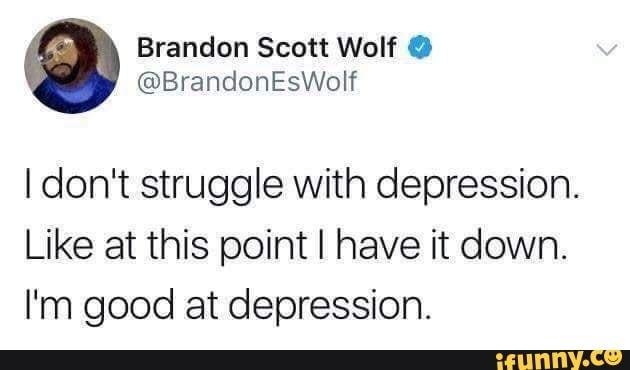 Brandon Scott Wolf
@BrandonEsWolf
I don't struggle with depression.
Like at this point I have it down.
I'm good at depression.
ifunny.co